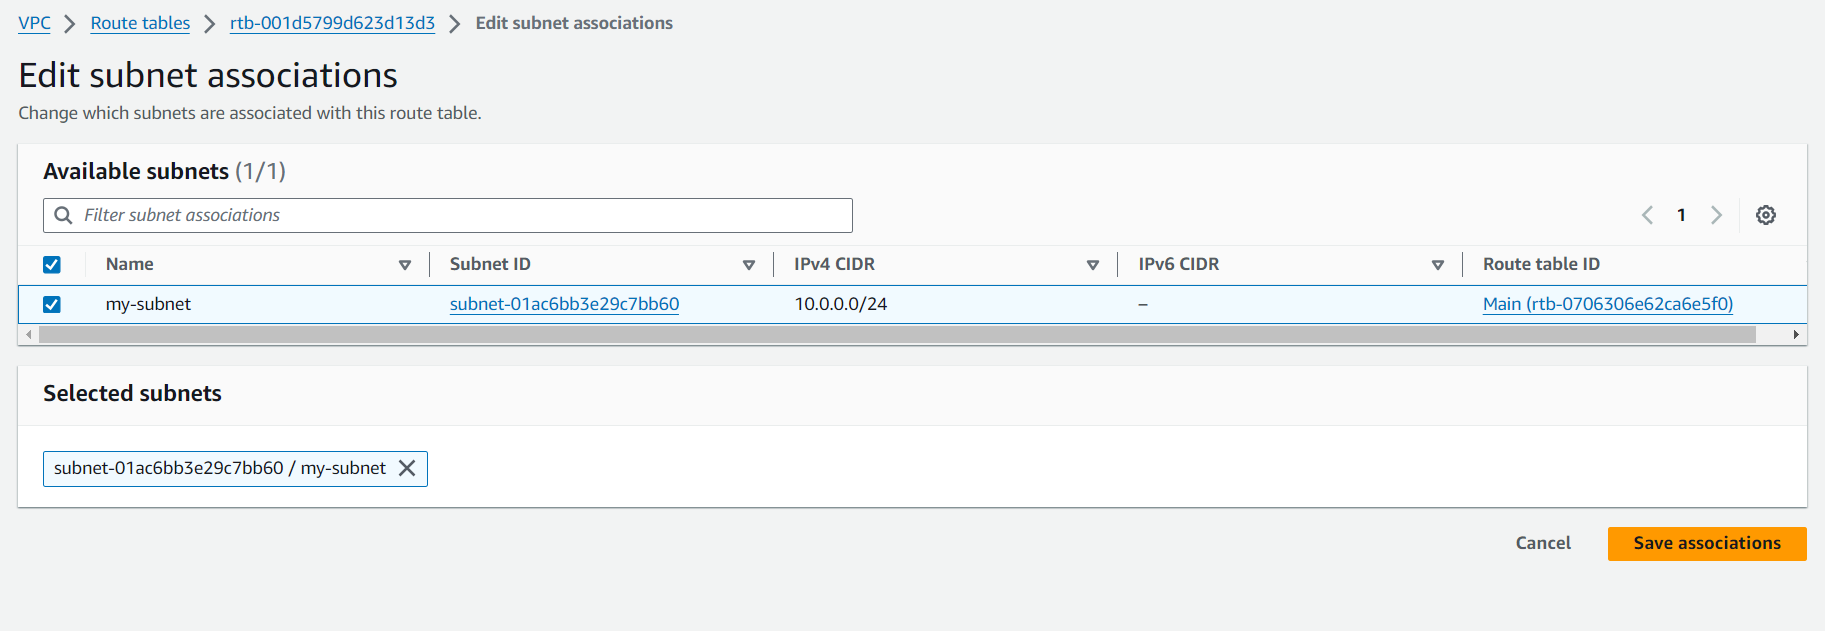 VPC > Route tables > rtb-001d5799d623d13d3 > Edit subnet associations
Edit subnet associations
Change which subnets are associated with this route table.
Available subnets (1/1)
Filter subnet associations
1
Name Subnet ID IPv4 CIDR IPv6 CIDR Route table ID
my-subnet subnet-01ac6bb3e29c7bb60 10.0.0.0/24 – Main (rtb-0706306e62ca6e5f0)
Selected subnets
subnet-01ac6bb3e29c7bb60 / my-subnet
Cancel Save associations